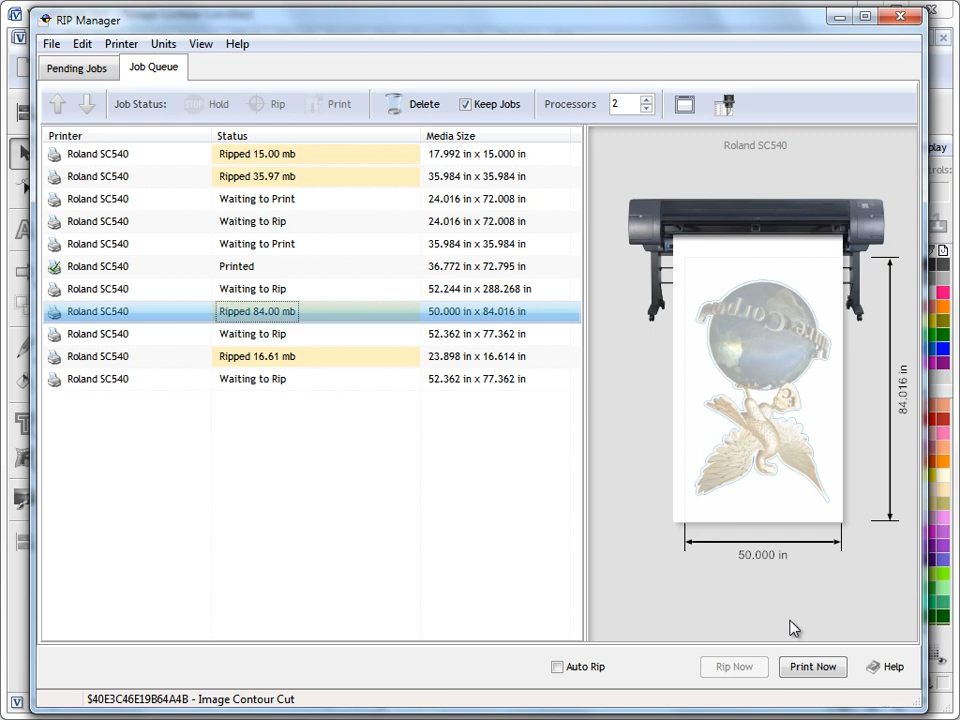 RIP Manager
File Edit Printer Units View Help
Pending Jobs Job Queue
Job Status: Hold Rip Print Delete Keep Jobs Processors 2
Printer Status Media Size
Roland SC540 Ripped 15.00 mb 17.992 in x 15.000 in
Roland SC540 Ripped 35.97 mb 35.984 in x 35.984 in
Roland SC540 Waiting to Print 24.016 in x 72.008 in
Roland SC540 Waiting to Rip 24.016 in x 72.008 in
Roland SC540 Waiting to Print 35.984 in x 35.984 in
Roland SC540 Printed 36.772 in x 72.795 in
Roland SC540 Waiting to Rip 52.244 in x 288.268 in
Roland SC540 Ripped 84.00 mb 50.000 in x 84.016 in
Roland SC540 Waiting to Rip 52.362 in x 77.362 in
Roland SC540 Ripped 16.61 mb 23.898 in x 16.614 in
Roland SC540 Waiting to Rip 52.362 in x 77.362 in
Roland SC540
84.016 in
50.000 in
Auto Rip Rip Now Print Now Help
$40E3C46E19B64A4B - Image Contour Cut